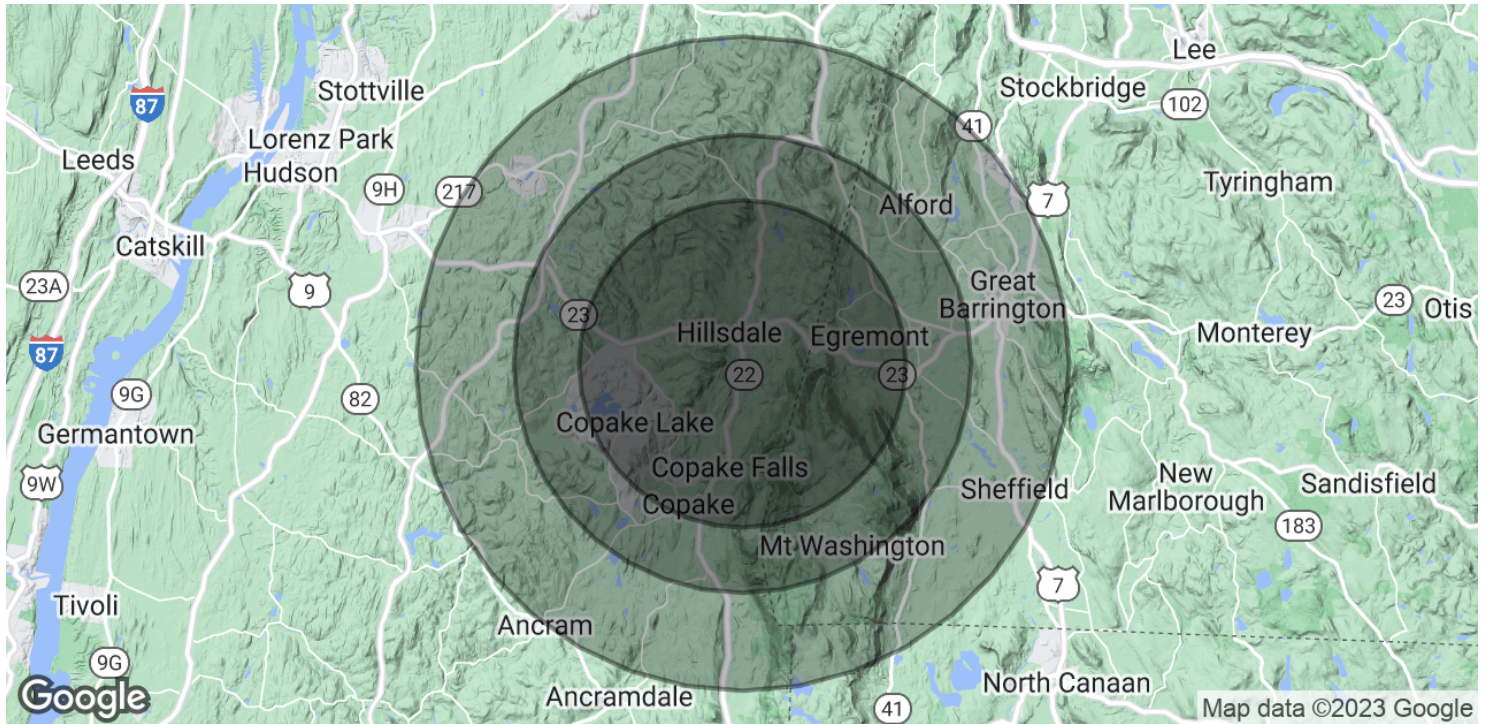 Lee
Stockbridge
Stottville
87
102
41
Lorenz Park
Leeds
Hudson
Tyringham
9H
217
7
Alford
Catskill
Great
Barrington
23A
9
23
Otis
23
Hillsdale
Egremont
Monterey
87
22
23
9G
82
Copake Lake
Germantown
Copake Falls
9W
Sheffield
New
Marlborough
Sandisfield
Copake
183
Mt Washington
7
Tivoli
Ancram
9G
North Canaan
Ancramdale
Google
41
Map data ©2023 Google